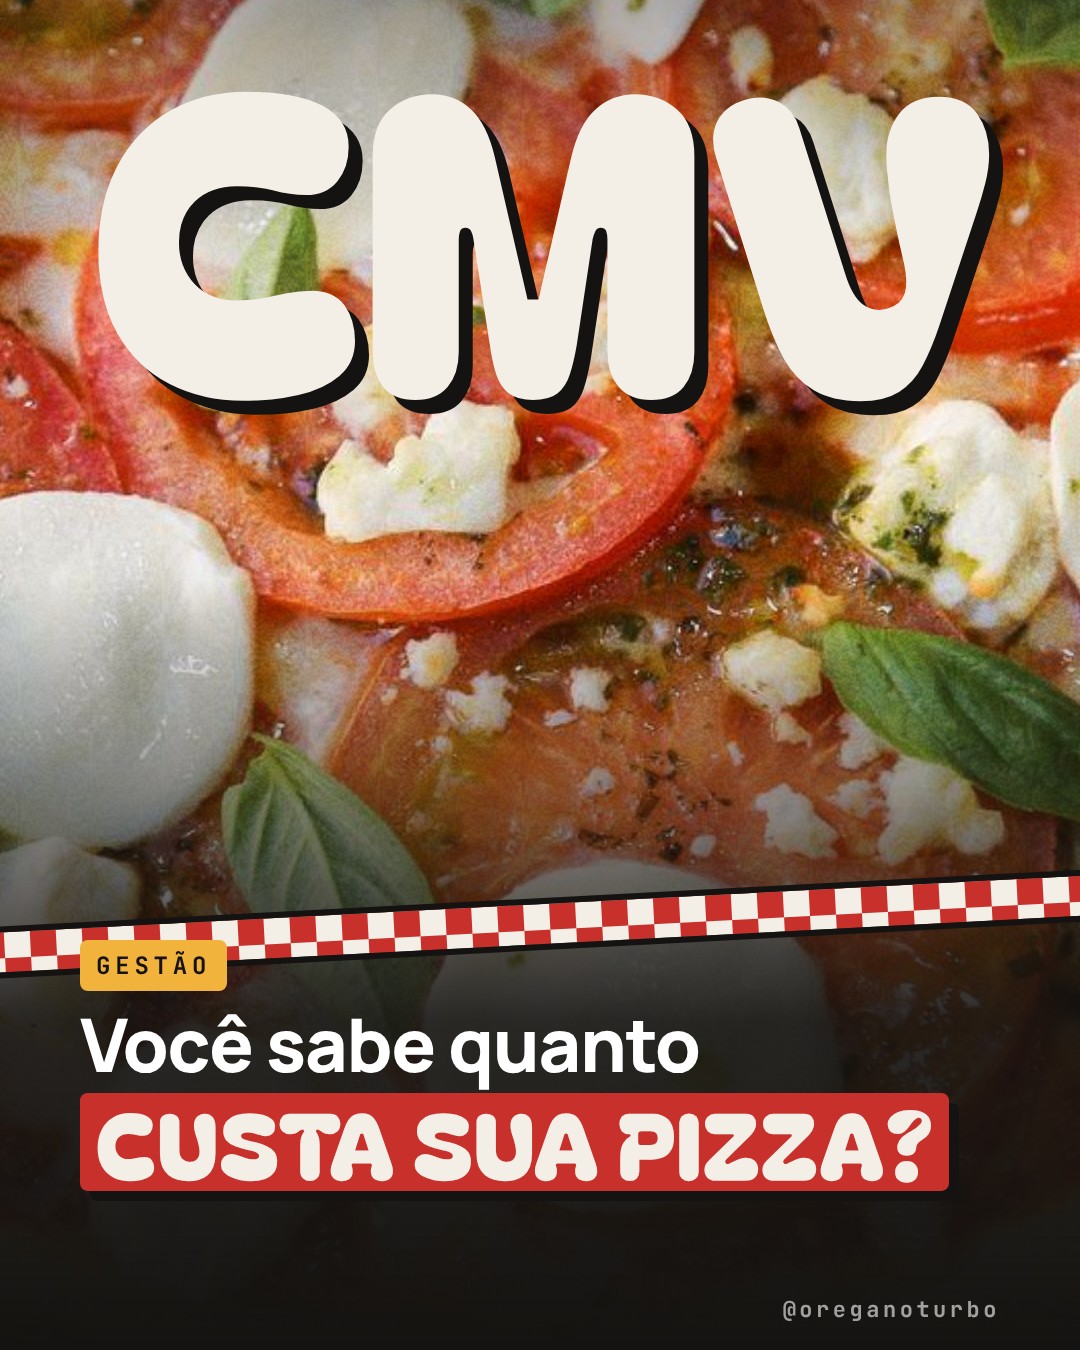 CMV
GESTÃO
Você sabe quanto
CUSTA SUA PIZZA?
@oreganoturbo